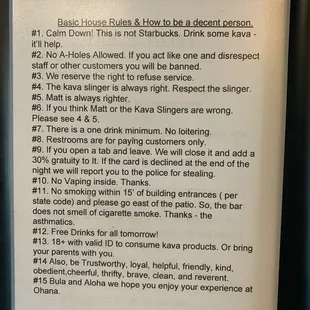 Basic House Rules & How to be a decent person.
#1. Calm Down! This is not Starbucks. Drink some kava -
it'll help.
#2. No A-Holes Allowed. If you act like one and disrespect
staff or other customers you will be banned.
#3. We reserve the right to refuse service.
#4. The kava slinger is always right. Respect the slinger.
#5. Matt is always righter.
#6. If you think Matt or the Kava Slingers are wrong.
Please see 4 & 5.
#7. There is a one drink minimum. No loitering.
#8. Restrooms are for paying customers only.
#9. If you open a tab and leave. We will close it and add a
30% gratuity to It. If the card is declined at the end of the
night we will report you to the police for stealing.
#10. No Vaping inside. Thanks.
#11. No smoking within 15' of building entrances ( per
state code) and please go east of the patio. So, the bar
does not smell of cigarette smoke. Thanks - the
asthmatics.
#12. Free Drinks for all tomorrow!
#13. 18+ with valid ID to consume kava products. Or bring
your parents with you.
#14 Also, be Trustworthy, loyal, helpful, friendly, kind,
obedient,cheerful, thrifty, brave, clean, and reverent.
#15 Bula and Aloha we hope you enjoy your experience at
Ohana.